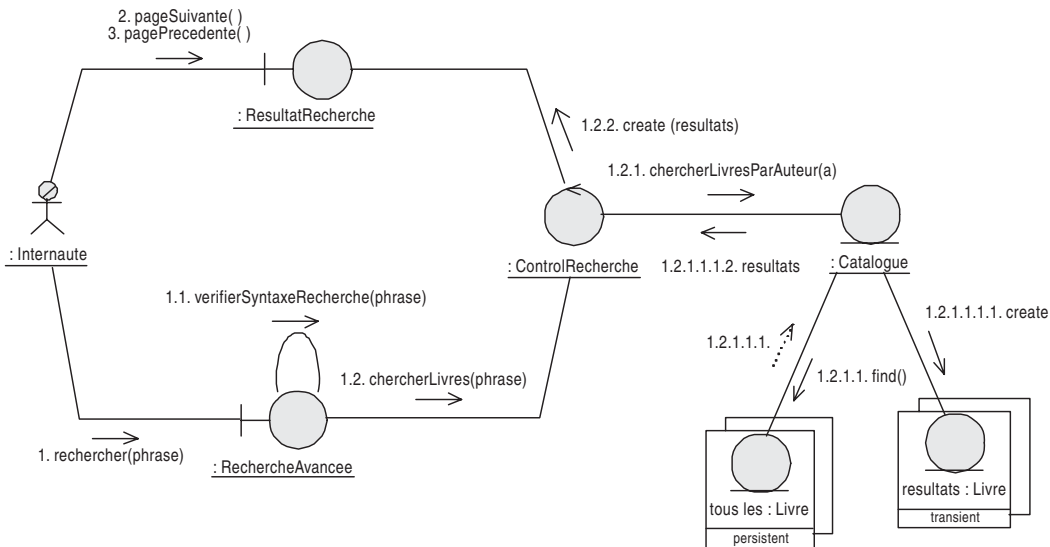 2. pageSuivante( )
3. pagePrecedente( )
: ResultatRecherche
1.2.2. create (resultats)
1.2.1. chercherLivresParAuteur(a)
: Internaute
: ControlRecherche
1.2.1.1.1.2. resultats
: Catalogue
1.1. verifierSyntaxeRecherche(phrase)
1.2.1.1.1.1. create
1.2.1.1.1.
1.2. chercherLivres(phrase)
1.2.1.1. find()
1. rechercher(phrase)
: RechercheAvancee
tous les : Livre
persistent
resultats : Livre
transient